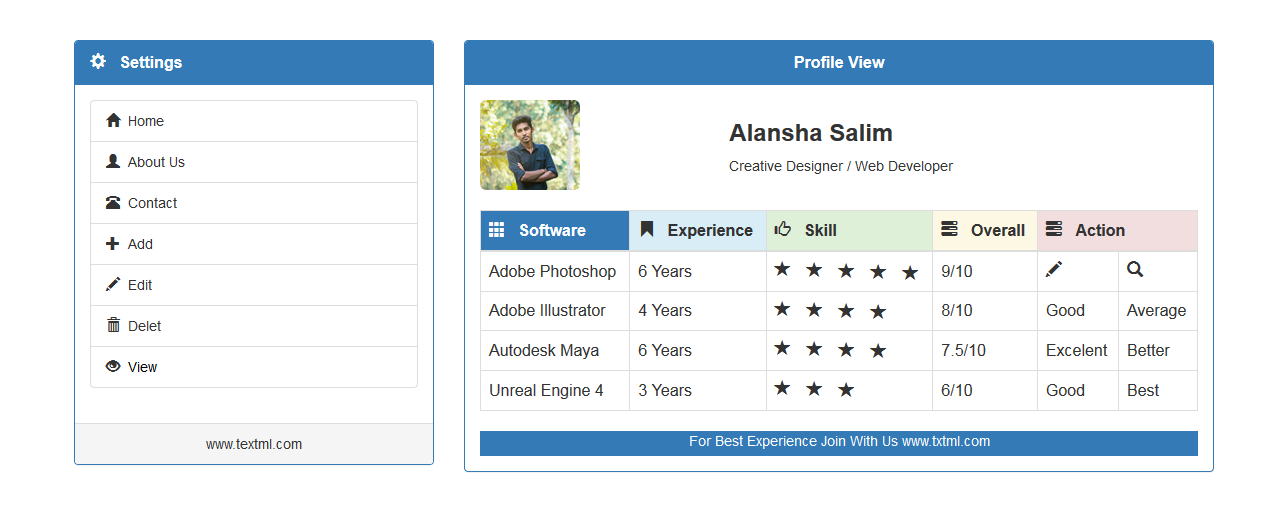 Settings
Home
About Us
Contact
Add
Edit
Delet
View
www.textml.com
Profile View
Alansha Salim
Creative Designer / Web Developer
Software Experience Skill Overall Action
Adobe Photoshop 6 Years 9/10
Adobe Illustrator 4 Years 8/10 Good Average
Autodesk Maya 6 Years 7.5/10 Excelent Better
Unreal Engine 4 3 Years 6/10 Good Best
For Best Experience Join With Us www.txtml.com